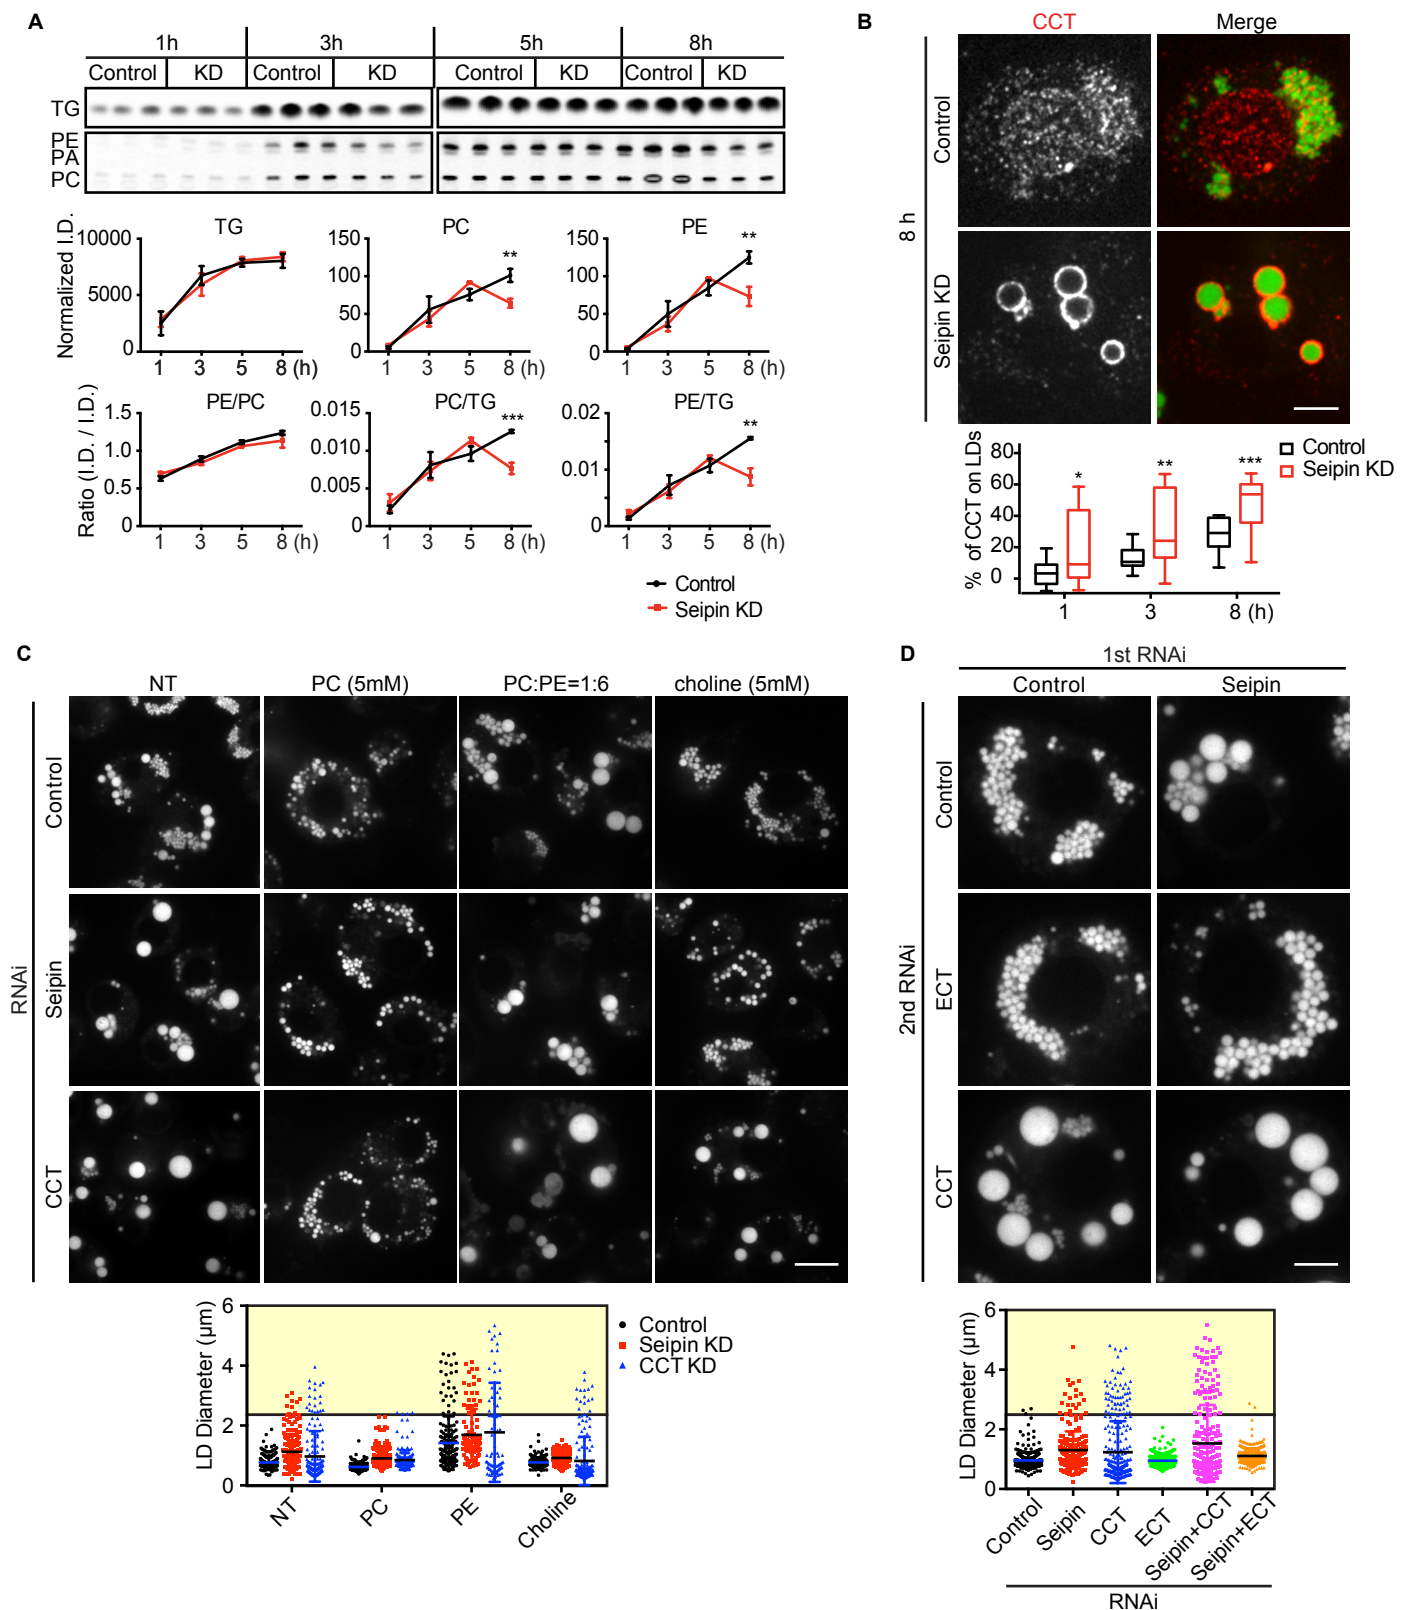 A
1h 3h 5h 8h
Control KD Control KD Control KD Control KD
TG
PE
PA
PC
TG PC PE
Normalized I.D.
10000
5000
0
150
100
50
0
150
100
50
0
1 3 5 8 (h)
1 3 5 8 (h)
1 3 5 8 (h)
**
**
PE/PC PC/TG PE/TG
Ratio (I.D. / I.D.)
1.5
1.0
0.5
0
0.015
0.010
0.005
0
0.02
0.01
0
1 3 5 8 (h)
1 3 5 8 (h)
1 3 5 8 (h)
***
**
Control
Seipin KD
B
CCT Merge
8 h
Control
Seipin KD
% of CCT on LDs
80
60
40
20
0
* ** ***
1 3 8 (h)
Control
Seipin KD
C
NT PC (5mM) PC:PE=1:6 choline (5mM)
RNAi
Control
Seipin
CCT
LD Diameter (µm)
6
4
2
0
NT PC PE Choline
Control
Seipin KD
CCT KD
D
1st RNAi
Control Seipin
2nd RNAi
Control
ECT
CCT
LD Diameter (µm)
6
4
2
0
Control Seipin CCT ECT Seipin+CCT Seipin+ECT
RNAi